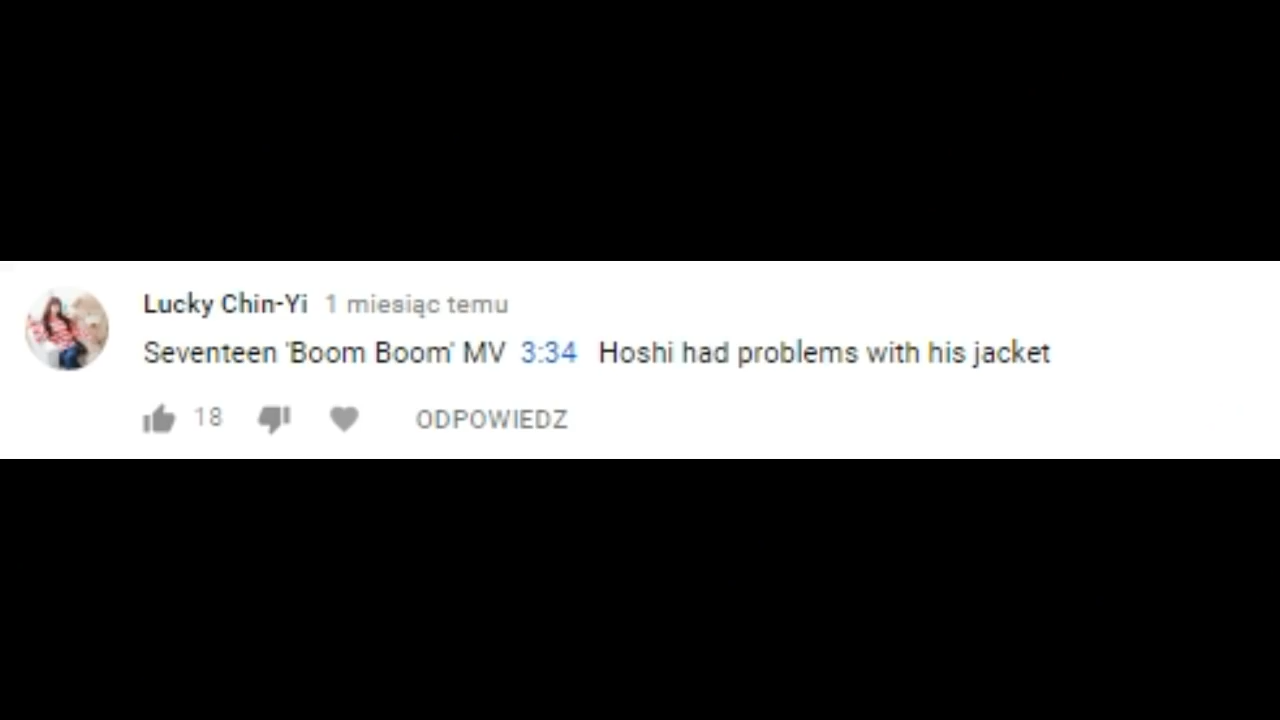 Lucky Chin-Yi 1 miesiąc temu
Seventeen 'Boom Boom' MV 3:34 Hoshi had problems with his jacket
18 ODPOWIEDZ